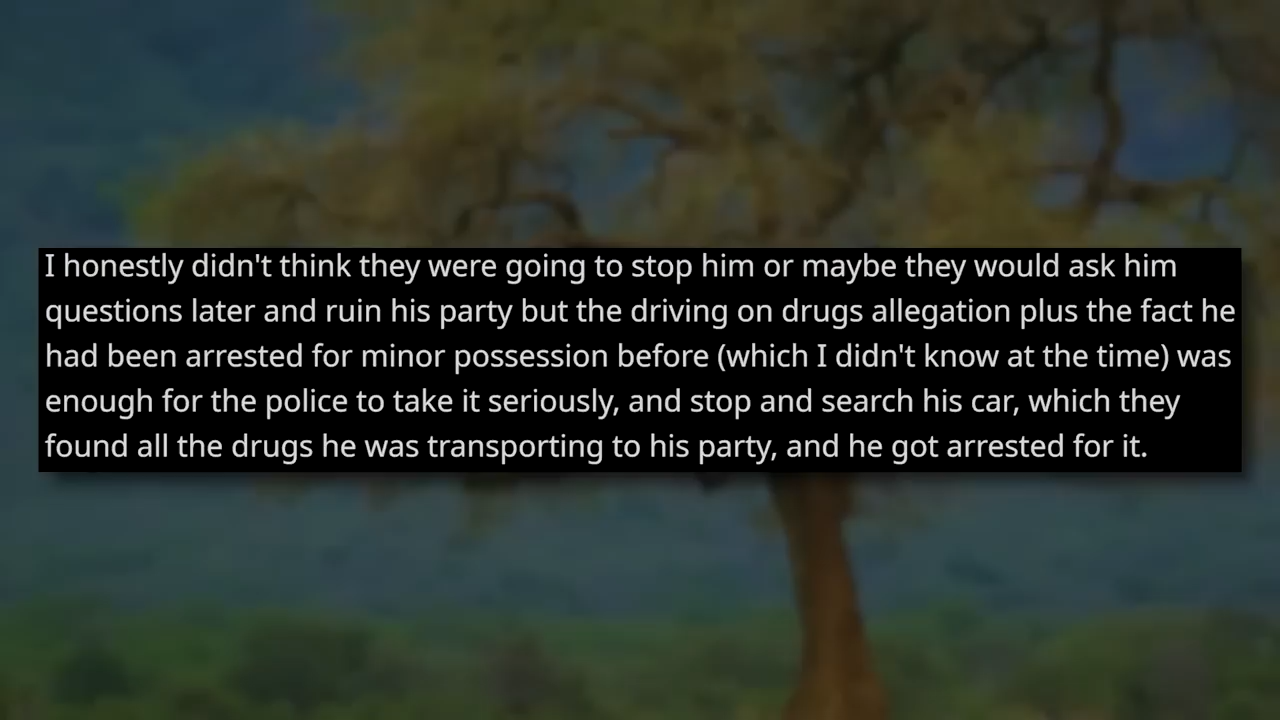 I honestly didn't think they were going to stop him or maybe they would ask him
questions later and ruin his party but the driving on drugs allegation plus the fact he
had been arrested for minor possession before (which I didn't know at the time) was
enough for the police to take it seriously, and stop and search his car, which they
found all the drugs he was transporting to his party, and he got arrested for it.